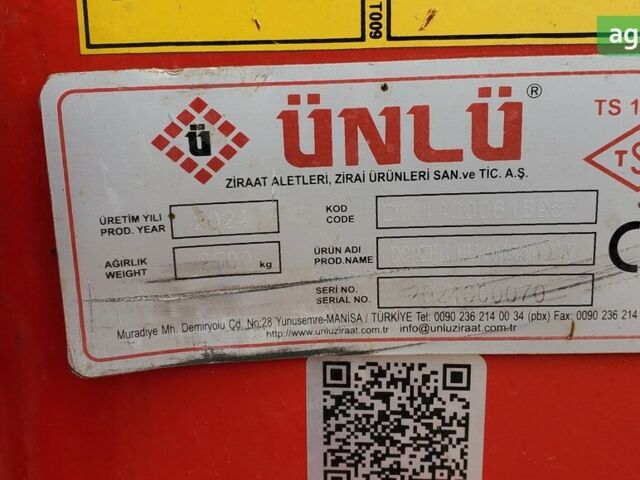 T009
ag
Ü ÜNLÜ ®
TS 1
ZİRAAT ALETLERİ, ZİRAİ ÜRÜNLERİ SAN.ve TİC. A.Ş.
TS
ÜRETİM YILI
PROD. YEAR
2024
KOD
CODE
AĞIRLIK
WEIGHT
kg
ÜRÜN ADI
PROD.NAME
SERI NO.
SERIAL NO.
Muradiye Mh. Demiryolu Cd. No:28 Yunusemre-MANİSA / TÜRKİYE Tel: 0090 236 214 00 34 (pbx) Fax: 0090 236 214
http://www.unluziraat.com.tr info@unluziraat.com.tr